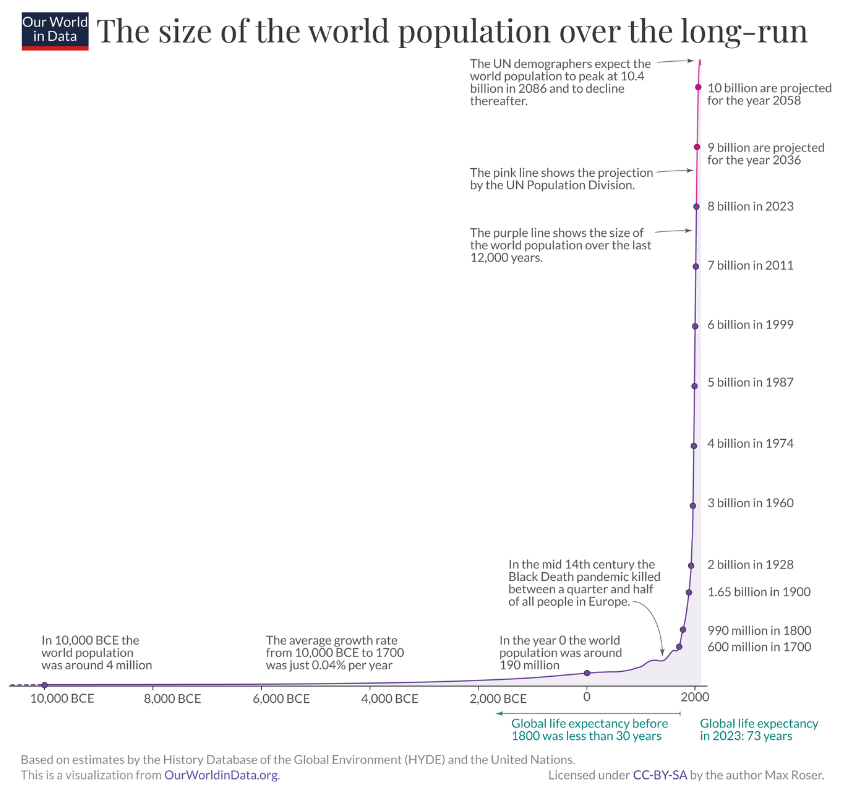 Our World
in Data
The size of the world population over the long-run
The UN demographers expect the
world population to peak at 10.4
billion in 2086 and to decline
thereafter.
10 billion are projected
for the year 2058
9 billion are projected
for the year 2036
The pink line shows the projection
by the UN Population Division.
8 billion in 2023
The purple line shows the size of
the world population over the last
12,000 years.
7 billion in 2011
6 billion in 1999
5 billion in 1987
4 billion in 1974
3 billion in 1960
In the mid 14th century the
Black Death pandemic killed
between a quarter and half
of all people in Europe.
2 billion in 1928
1.65 billion in 1900
990 million in 1800
600 million in 1700
In 10,000 BCE the
world population
was around 4 million
The average growth rate
from 10,000 BCE to 1700
was just 0.04% per year
In the year 0 the world
population was around
190 million
10,000 BCE
8,000 BCE
6,000 BCE
4,000 BCE
2,000 BCE
0
2000
Global life expectancy before
1800 was less than 30 years
Global life expectancy
in 2023: 73 years
Based on estimates by the History Database of the Global Environment (HYDE) and the United Nations.
This is a visualization from OurWorldinData.org.
Licensed under CC-BY-SA by the author Max Roser.